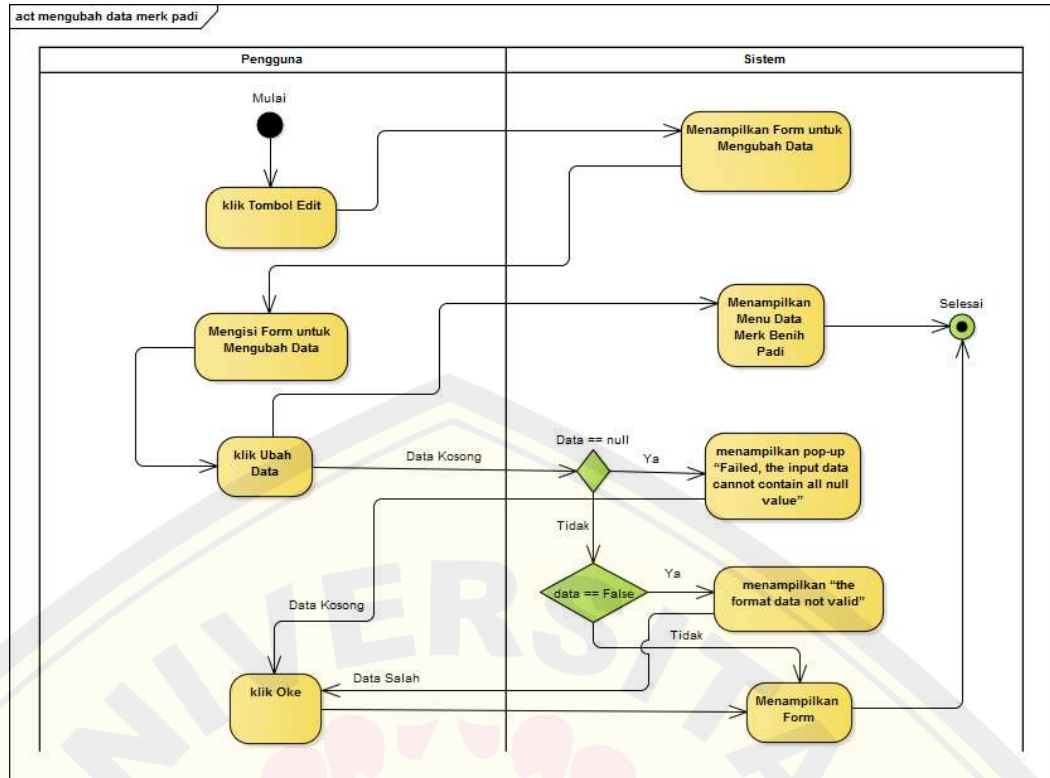 act mengubah data merk padi
Pengguna
Sistem
Mulai
Menampilkan Form untuk
Mengubah Data
klik Tombol Edit
Mengisi Form untuk
Mengubah Data
Menampilkan
Menu Data
Merk Benih
Padi
Selesai
klik Ubah
Data
Data Kosong
Data == null
Ya
menampilkan pop-up
“Failed, the input data
cannot contain all null
value”
Tidak
data == False
Ya
menampilkan “the
format data not valid”
Data Kosong
Tidak
klik Oke
Data Salah
Menampilkan
Form
NIVERSITA